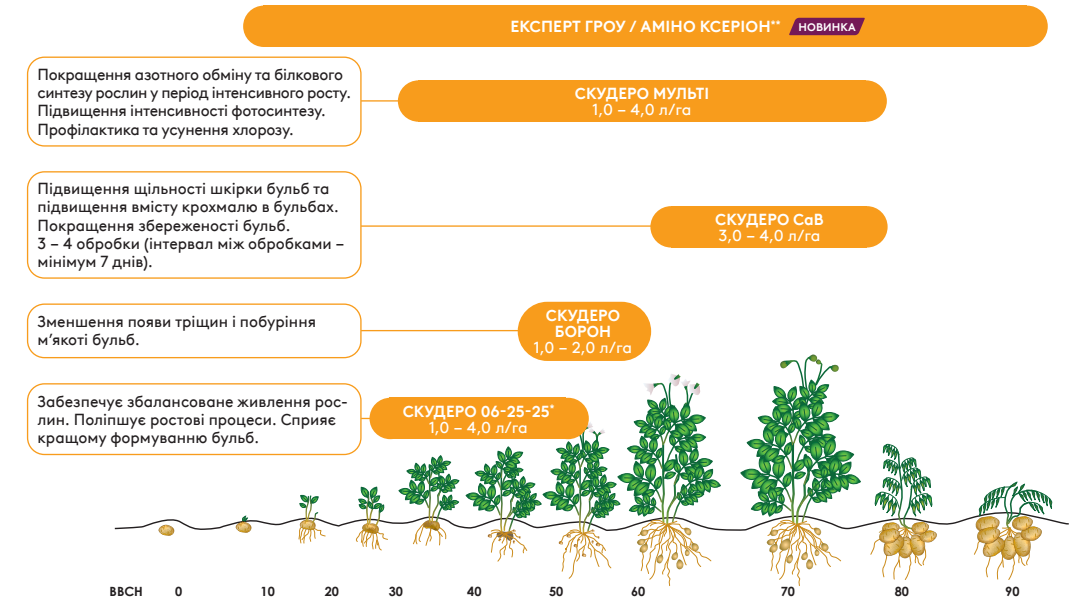 ЕКСПЕРТ ГРОУ / АМІНО КСЕРІОН** НОВИНКА
Покращення азотного обміну та білкового
синтезу рослин у період інтенсивного росту.
Підвищення інтенсивності фотосинтезу.
Профілактика та усунення хлорозу.
СКУДЕРО МУЛЬТІ
1,0 – 4,0 л/га
Підвищення щільності шкірки бульб та
підвищення вмісту крохмалю в бульбах.
Покращення збереженості бульб.
3 – 4 обробки (інтервал між обробками –
мінімум 7 днів).
СКУДЕРО СаВ
3,0 – 4,0 л/га
Зменшення появи тріщин і побуріння
м’якоті бульб.
СКУДЕРО
БОРОН
1,0 – 2,0 л/га
Забезпечує збалансоване живлення рос-
лин. Поліпшує ростові процеси. Сприяє
кращому формуванню бульб.
СКУДЕРО 06-25-25*
1,0 – 4,0 л/га
ВВСН 0 10 20 30 40 50 60 70 80 90